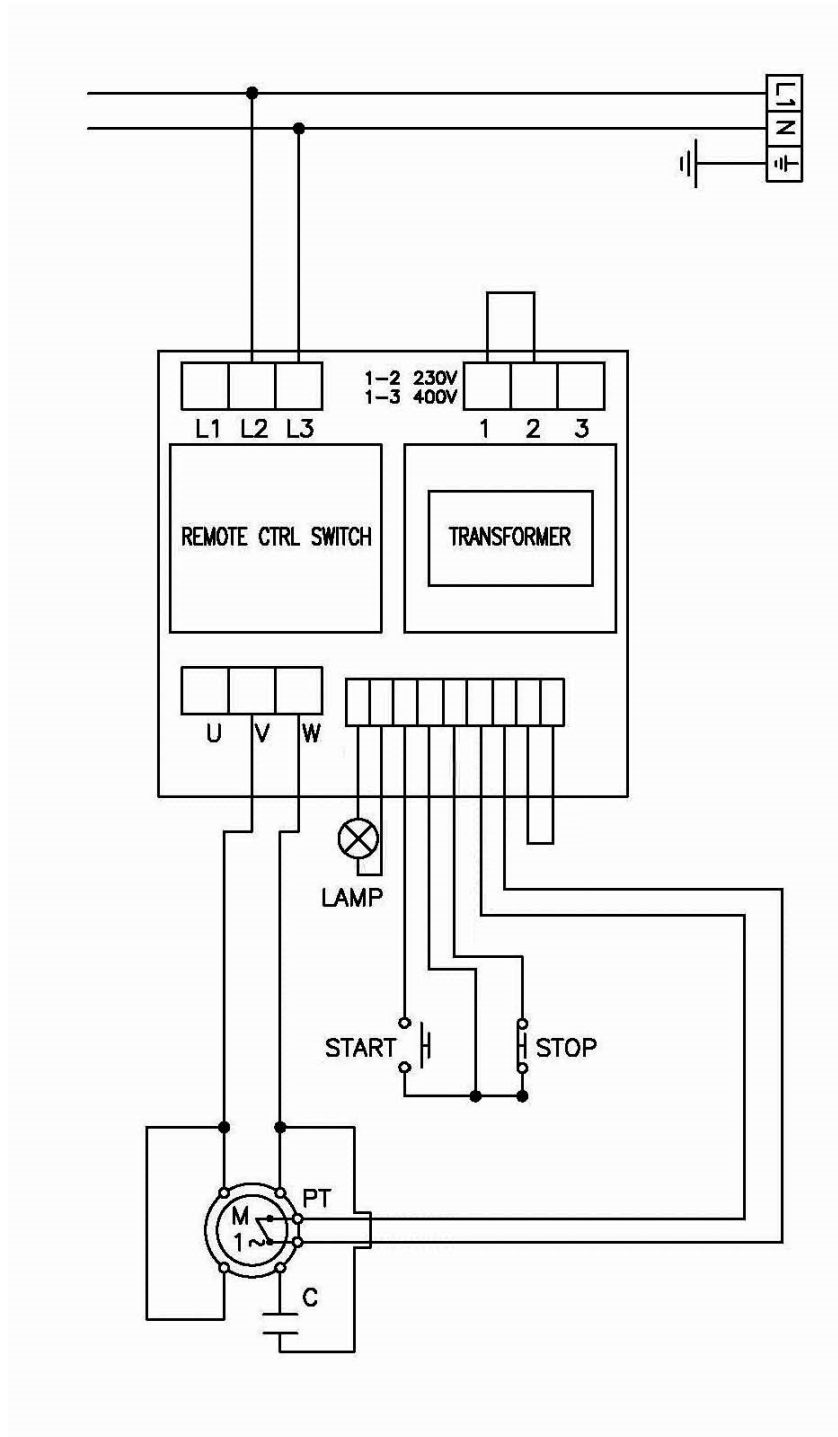 L1
N
1-2 230V
1-3 400V
L1 L2 L3
1 2 3
REMOTE CTRL SWITCH
TRANSFORMER
U V W
LAMP
START
STOP
PT
M
1~
C